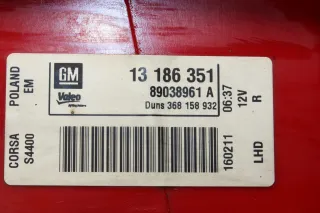 POLAND
EM
GM
13 186 351
Valeo
89038961 A
Duns 368 158 932
06:37
12V
R
CORSA
S4400
160211
LHD